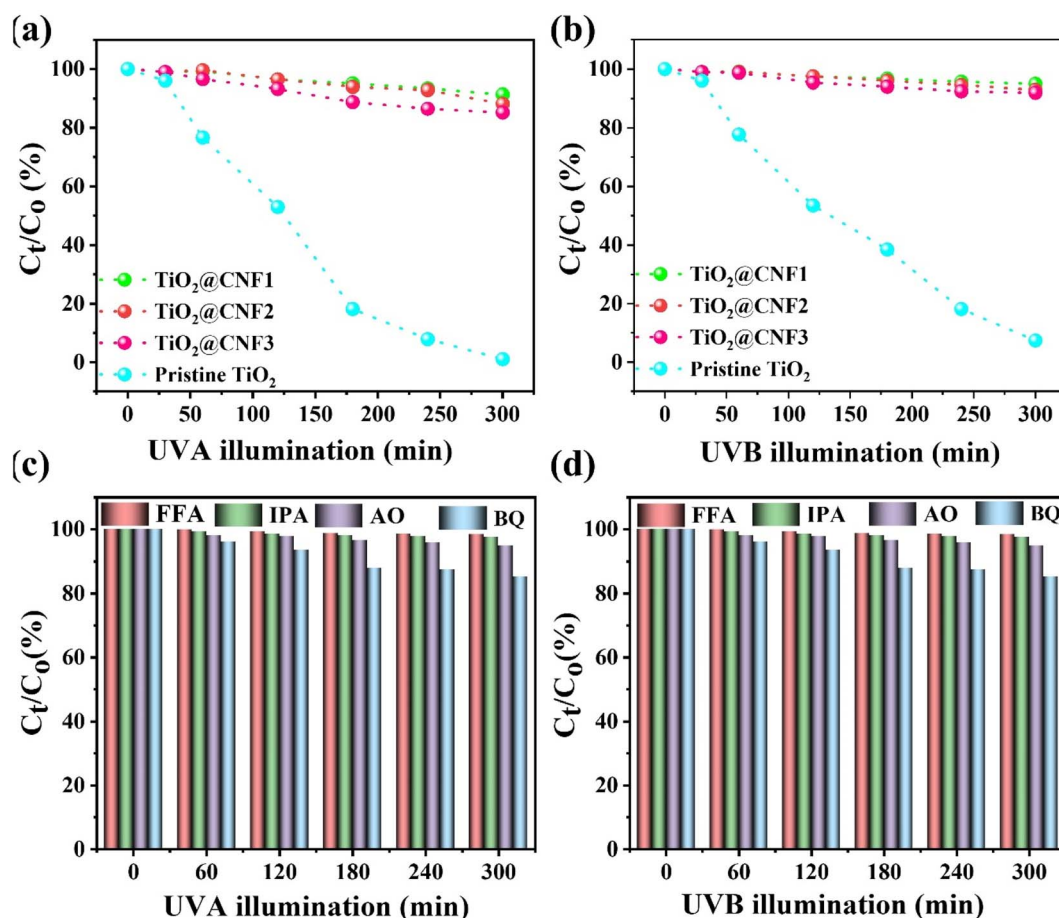 (a)
Ct/Co (%)
100
80
60
40
20
0
TiO2@CNF1
TiO2@CNF2
TiO2@CNF3
Pristine TiO2
0 50 100 150 200 250 300
UVA illumination (min)
(b)
Ct/Co (%)
100
80
60
40
20
0
TiO2@CNF1
TiO2@CNF2
TiO2@CNF3
Pristine TiO2
0 50 100 150 200 250 300
UVB illumination (min)
(c)
Ct/Co(%)
FFA IPA AO BQ
100
80
60
40
20
0
0 60 120 180 240 300
UVA illumination (min)
(d)
Ct/Co(%)
FFA IPA AO BQ
100
80
60
40
20
0
0 60 120 180 240 300
UVB illumination (min)